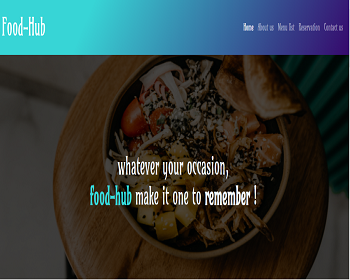 Food-Hub
Home About us Menu list Reservation Contact us
whatever your occasion,
food-hub make it one to remember !